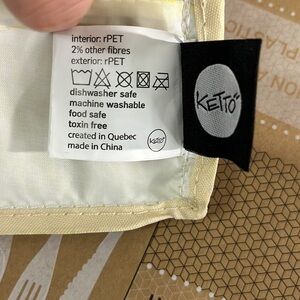 interior: rPET
2% other fibres
exterior: rPET
dishwasher safe
machine washable
food safe
toxin free
created in Quebec
made in China
KETTO
KETTO